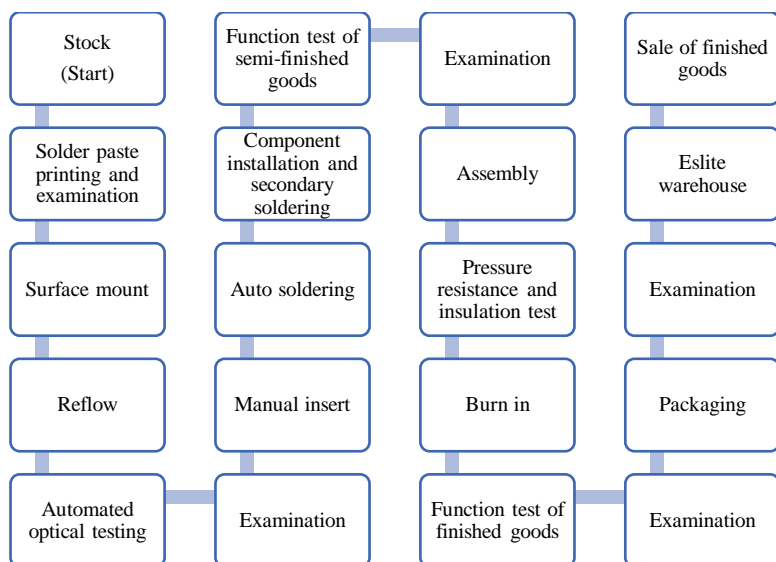 Stock
(Start)
Solder paste
printing and
examination
Surface mount
Reflow
Automated
optical testing
Examination
Manual insert
Auto soldering
Component
installation and
secondary
soldering
Function test of
semi-finished
goods
Examination
Assembly
Pressure
resistance and
insulation test
Burn in
Function test of
finished goods
Examination
Packaging
Examination
Eslite
warehouse
Sale of finished
goods